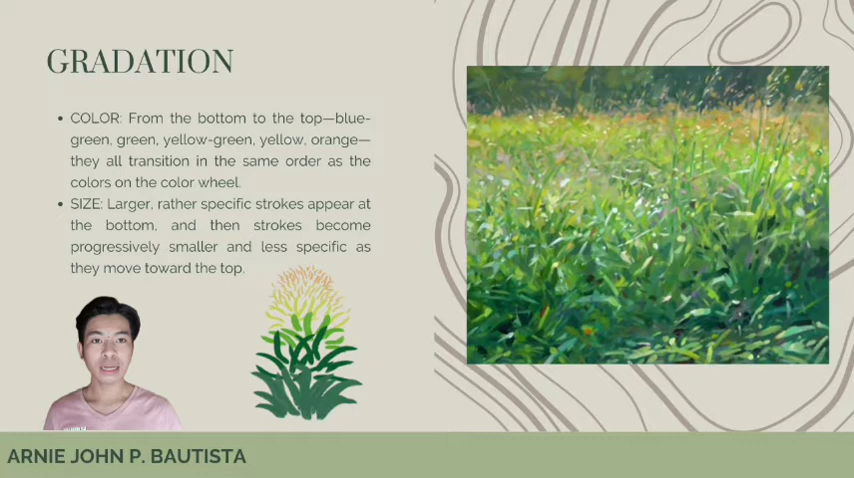 GRADATION
• COLOR: From the bottom to the top—blue-
green, green, yellow-green, yellow, orange—
they all transition in the same order as the
colors on the color wheel.
• SIZE: Larger, rather specific strokes appear at
the bottom, and then strokes become
progressively smaller and less specific as
they move toward the top.
ARNIE JOHN P. BAUTISTA